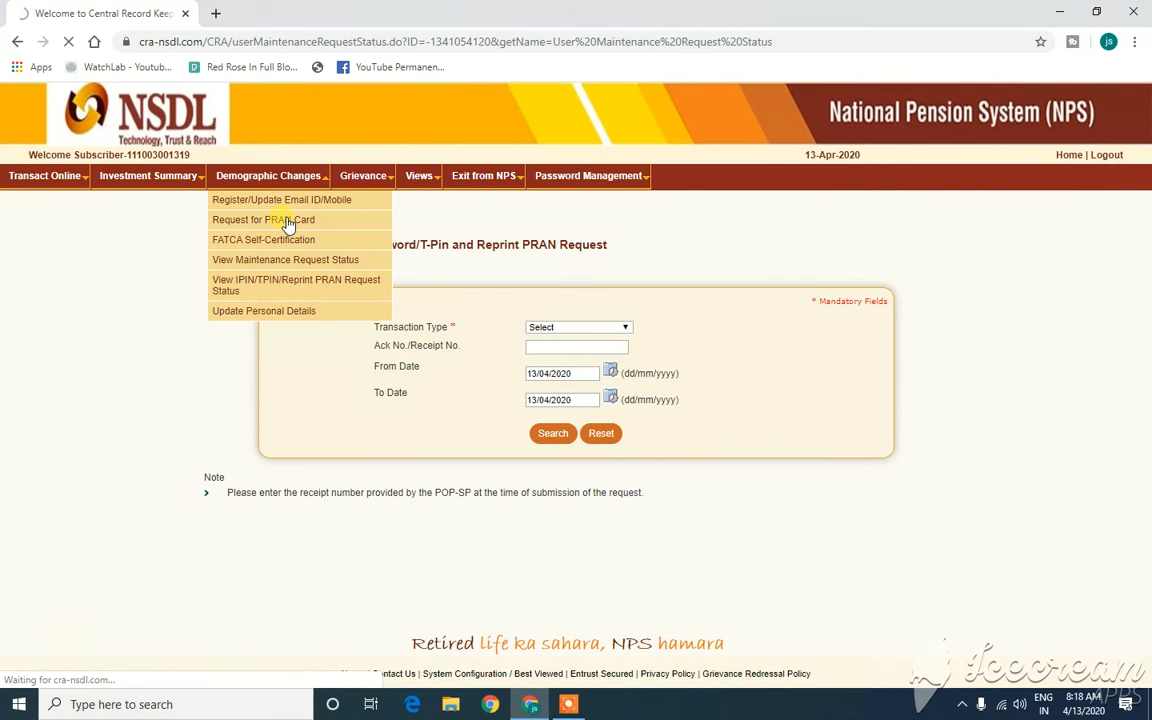 Welcome to Central Record Keep
cra-nsdl.com/CRA/userMaintenanceRequestStatus.do?ID=-1341054120&getName=User%20Maintenance%20Request%20Status
js
Apps
WatchLab - Youtub...
Red Rose In Full Blo...
YouTube Permanen...
NSDL
Technology, Trust & Reach
National Pension System (NPS)
Welcome Subscriber-111003001319
13-Apr-2020
Home | Logout
Transact Online
Investment Summary
Demographic Changes
Grievance
Views
Exit from NPS
Password Management
Register/Update Email ID/Mobile
Request for PRAN Card
FATCA Self-Certification
View Maintenance Request Status
View IPIN/TPIN/Reprint PRAN Request
Status
Update Personal Details
word/T-Pin and Reprint PRAN Request
* Mandatory Fields
Transaction Type * Select
Ack No./Receipt No.
From Date 13/04/2020 (dd/mm/yyyy)
To Date 13/04/2020 (dd/mm/yyyy)
Search Reset
Note
Please enter the receipt number provided by the POP-SP at the time of submission of the request.
Retired life ka sahara, NPS hamara
Contact Us | System Configuration / Best Viewed | Entrust Secured | Privacy Policy | Grievance Redressal Policy
Waiting for cra-nsdl.com...
Icecream
APPS
Type here to search
js
ENG
IN
8:18 AM
4/13/2020